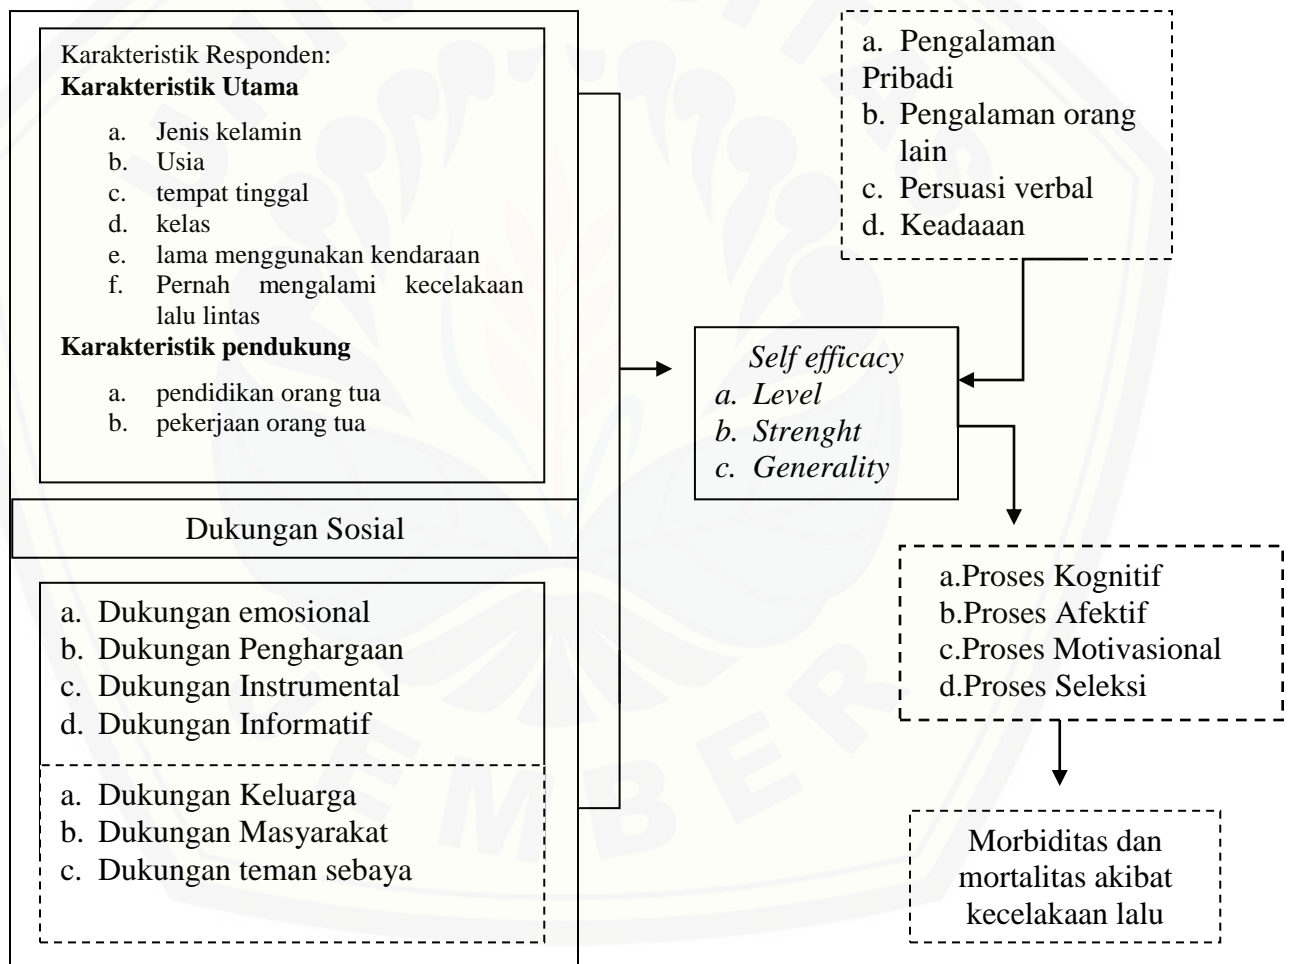 Karakteristik Responden:
Karakteristik Utama
a. Jenis kelamin
b. Usia
c. tempat tinggal
d. kelas
e. lama menggunakan kendaraan
f. Pernah mengalami kecelakaan
lalu lintas
Karakteristik pendukung
a. pendidikan orang tua
b. pekerjaan orang tua
Dukungan Sosial
a. Dukungan emosional
b. Dukungan Penghargaan
c. Dukungan Instrumental
d. Dukungan Informatif
a. Dukungan Keluarga
b. Dukungan Masyarakat
c. Dukungan teman sebaya
a. Pengalaman
Pribadi
b. Pengalaman orang
lain
c. Persuasi verbal
d. Keadaaan
Self efficacy
a. Level
b. Strenght
c. Generality
a.Proses Kognitif
b.Proses Afektif
c.Proses Motivasional
d.Proses Seleksi
Morbiditas dan
mortalitas akibat
kecelakaan lalu